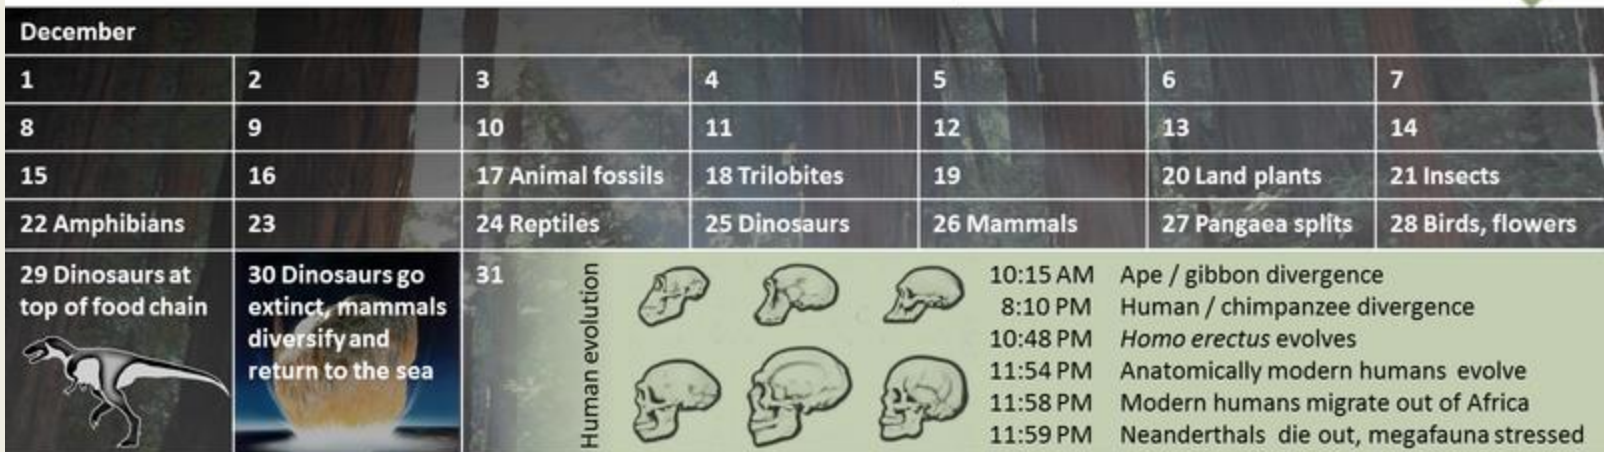 December
1
2
3
4
5
6
7
8
9
10
11
12
13
14
15
16
17 Animal fossils
18 Trilobites
19
20 Land plants
21 Insects
22 Amphibians
23
24 Reptiles
25 Dinosaurs
26 Mammals
27 Pangaea splits
28 Birds, flowers
29 Dinosaurs at
top of food chain
30 Dinosaurs go
extinct, mammals
diversify and
return to the sea
31
Human evolution
10:15 AM Ape / gibbon divergence
8:10 PM Human / chimpanzee divergence
10:48 PM Homo erectus evolves
11:54 PM Anatomically modern humans evolve
11:58 PM Modern humans migrate out of Africa
11:59 PM Neanderthals die out, megafauna stressed